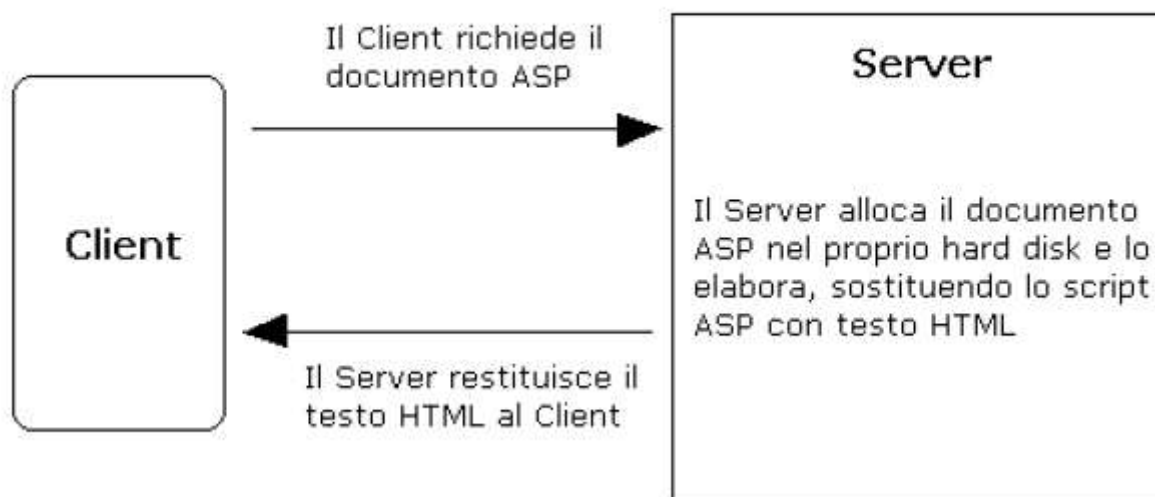 Il Client richiede il
documento ASP
Server
Client
Il Server alloca il documento
ASP nel proprio hard disk e lo
elabora, sostituendo lo script
ASP con testo HTML
Il Server restituisce il
testo HTML al Client